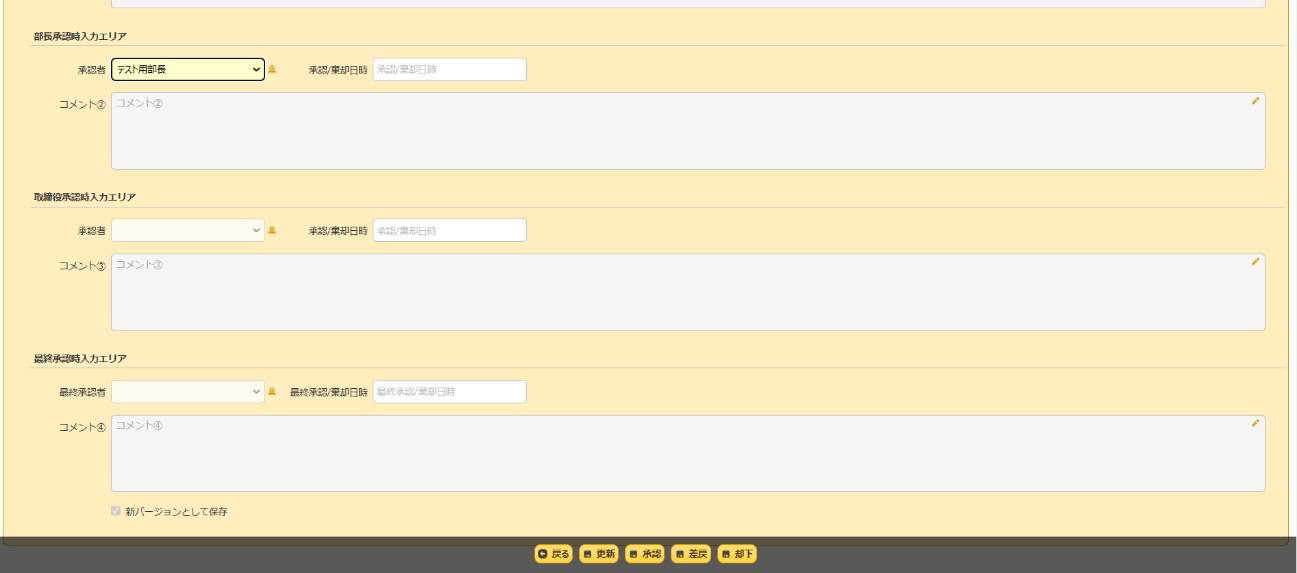 部長承認時入力エリア
承認者 テスト用部長 承認/棄却日時 承認/棄却日時
コメント② コメント②
取締役承認時入力エリア
承認者 承認/棄却日時 承認/棄却日時
コメント③ コメント③
最終承認時入力エリア
最終承認者 最終承認/棄却日時 最終承認/棄却日時
コメント④ コメント④
新バージョンとして保存
戻る 更新 承認 差戻 却下